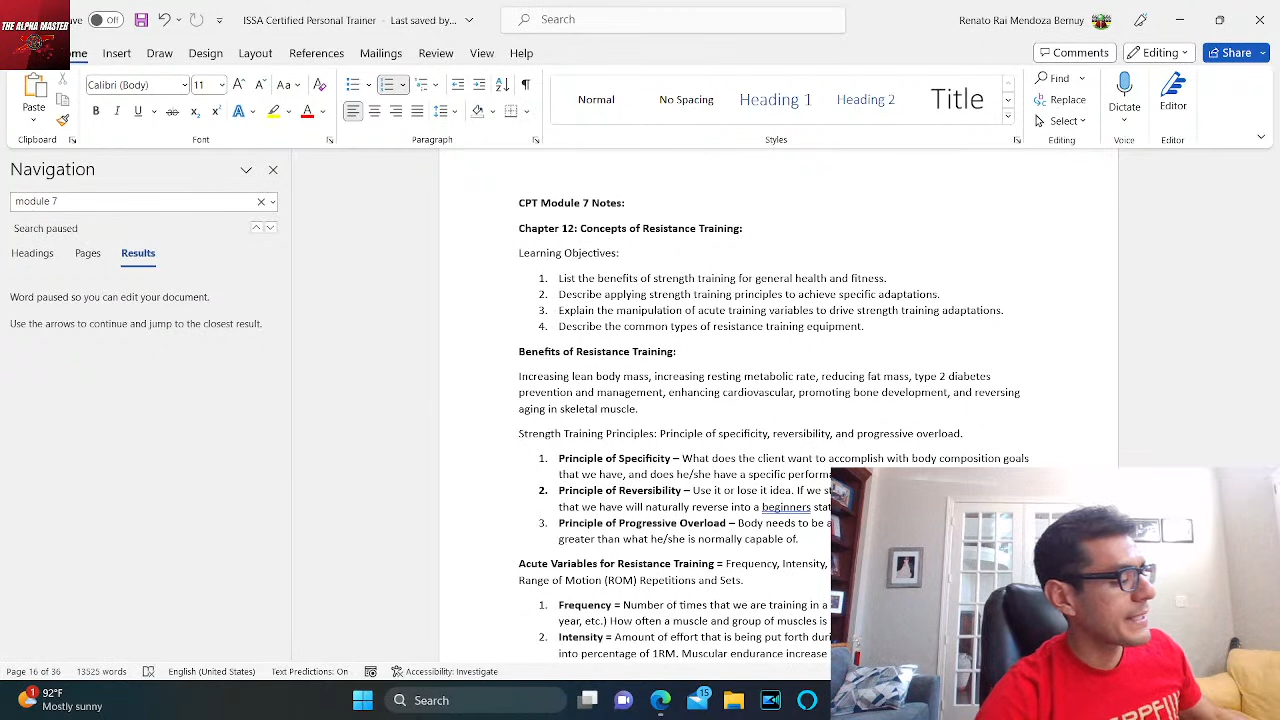 THE ALPHA MASTER
ve Off ISSA Certified Personal Trainer - Last saved by... Search Renato Rai Mendoza Bernuy
me Insert Draw Design Layout References Mailings Review View Help Comments Editing Share
Calibri (Body) 11 Aa
Paste B I U ab x₂ x² A A
Normal No Spacing Heading 1 Heading 2 Title
Find Replace Select Dictate Editor
Clipboard Font Paragraph Styles Editing Voice Editor
Navigation
module 7
Search paused
Headings Pages Results
Word paused so you can edit your document.
Use the arrows to continue and jump to the closest result.
CPT Module 7 Notes:
Chapter 12: Concepts of Resistance Training:
Learning Objectives:
1. List the benefits of strength training for general health and fitness.
2. Describe applying strength training principles to achieve specific adaptations.
3. Explain the manipulation of acute training variables to drive strength training adaptations.
4. Describe the common types of resistance training equipment.
Benefits of Resistance Training:
Increasing lean body mass, increasing resting metabolic rate, reducing fat mass, type 2 diabetes
prevention and management, enhancing cardiovascular, promoting bone development, and reversing
aging in skeletal muscle.
Strength Training Principles: Principle of specificity, reversibility, and progressive overload.
1. Principle of Specificity – What does the client want to accomplish with body composition goals
that we have, and does he/she have a specific performa
2. Principle of Reversibility – Use it or lose it idea. If we st
that we have will naturally reverse into a beginners stat
3. Principle of Progressive Overload – Body needs to be a
greater than what he/she is normally capable of.
Acute Variables for Resistance Training = Frequency, Intensity,
Range of Motion (ROM) Repetitions and Sets.
1. Frequency = Number of times that we are training in a
year, etc.) How often a muscle and group of muscles is
2. Intensity = Amount of effort that is being put forth duri
into percentage of 1RM. Muscular endurance increase
Page 16 of 36 13525 words English (United States) Text Predictions: On Accessibility: Investigate
1 92°F
Mostly sunny
Search
15